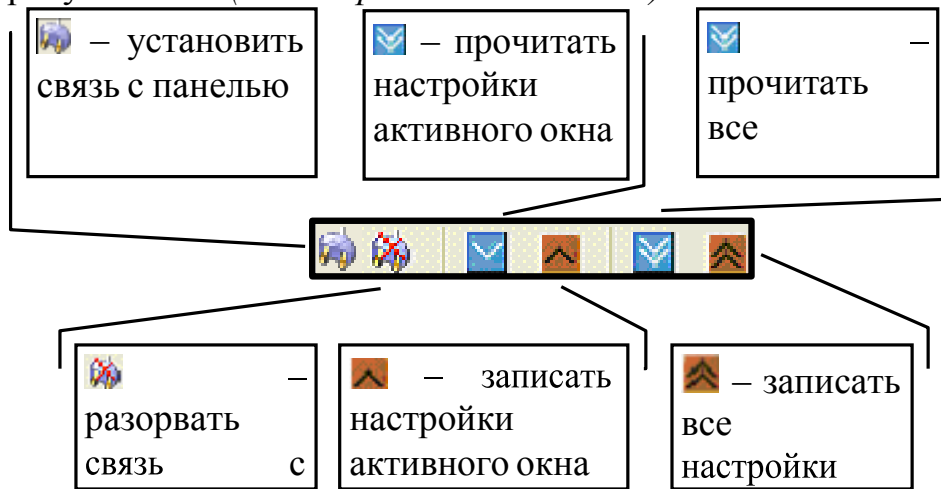 – установить
связь с панелью
– прочитать
настройки
активного окна
–
прочитать
все
–
разорвать
связь с
– записать
настройки
активного окна
– записать
все
настройки